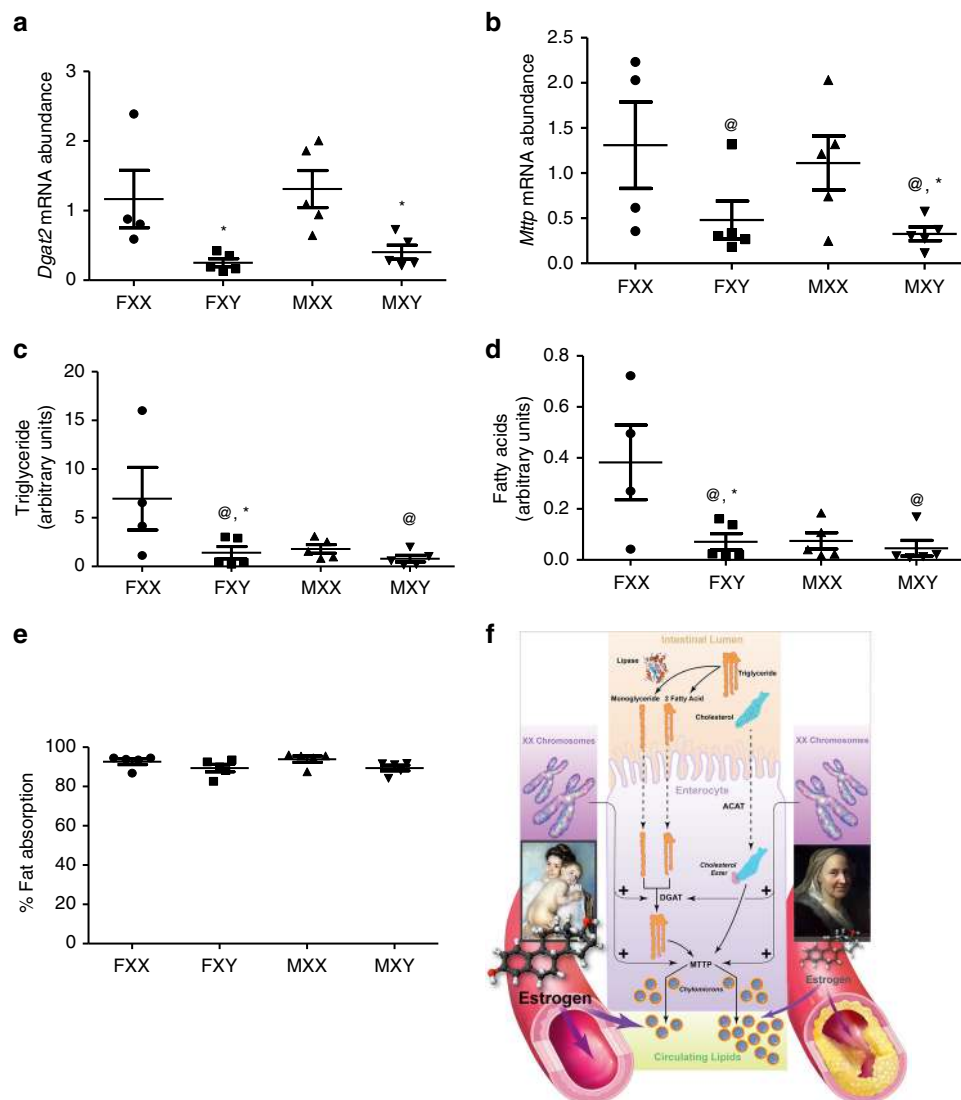 a
Dgat2 mRNA abundance
3
2
1
0
*
*
FXX FXY MXX MXY
b
Mttp mRNA abundance
2.5
2.0
1.5
1.0
0.5
0.0
@
@, *
FXX FXY MXX MXY
c
Triglyceride
(arbitrary units)
20
15
10
5
0
@, *
@
FXX FXY MXX MXY
d
Fatty acids
(arbitrary units)
0.8
0.6
0.4
0.2
0.0
@, *
@
FXX FXY MXX MXY
e
% Fat absorption
100
80
60
40
20
0
FXX FXY MXX MXY
f
Intestinal Lumen
Lipase
Triglyceride
Monoglyceride 2 Fatty Acid
Cholesterol
XX Chromosomes
XX Chromosomes
Enterocyte
ACAT
Cholesterol
Ester
+ DGAT +
+ +
MTTP
Chylomicrons
Estrogen
Estrogen
Circulating Lipids